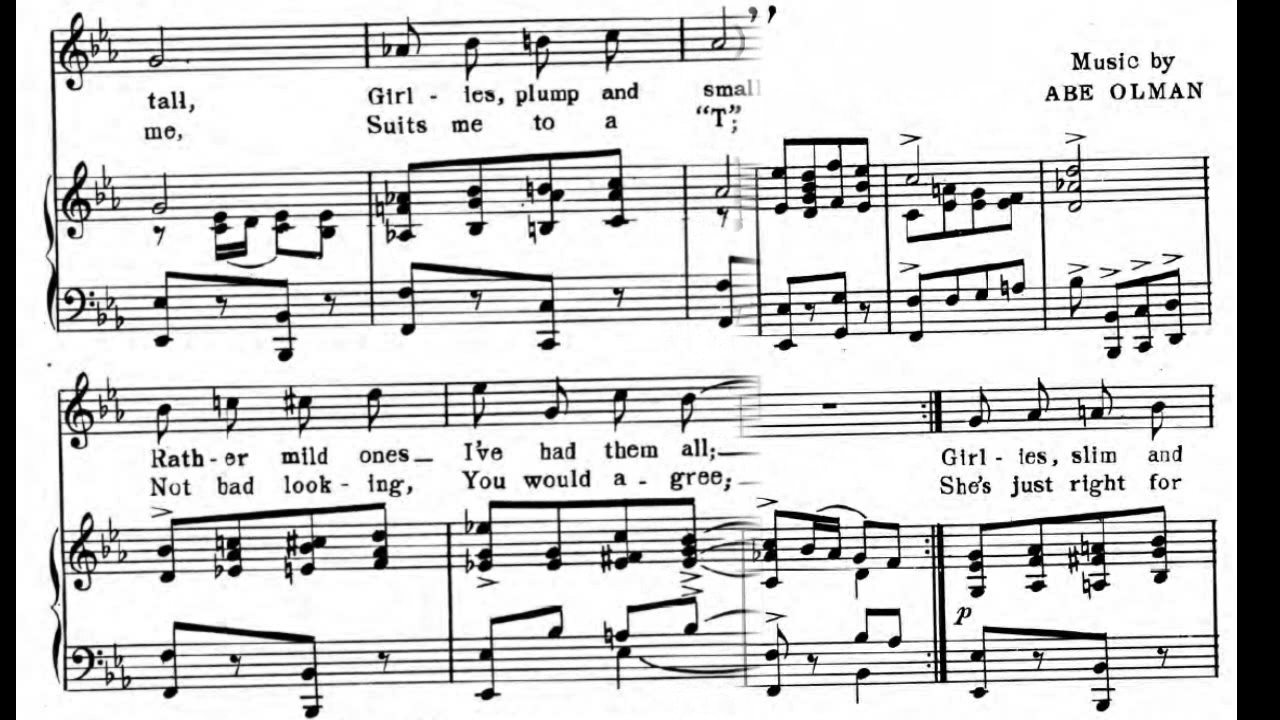 Music by
ABE OLMAN
tall, Girl - ies, plump and small
me, Suits me to a "T";
Rath - er mild ones I've had them all; Girl - ies, slim and
Not bad look - ing, You would a - gree; She's just right for
p